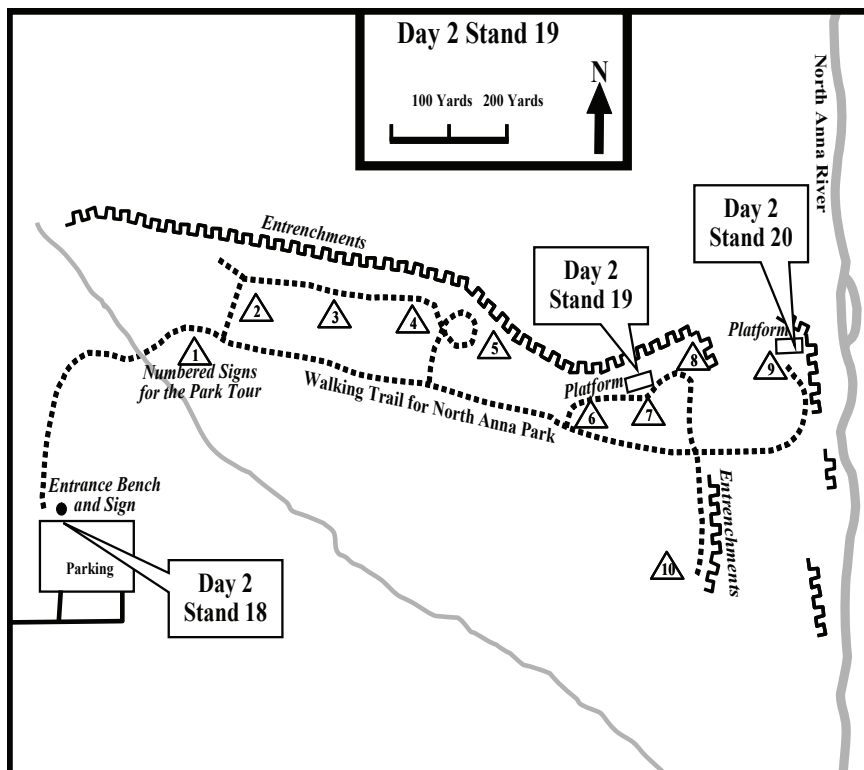 Day 2 Stand 19
N
100 Yards 200 Yards
North Anna River
Day 2
Stand 20
Entrenchments
Day 2
Stand 19
Platform
Platform
1
2
3
4
5
6
7
8
9
10
Numbered Signs
for the Park Tour
Walking Trail for North Anna Park
Entrance Bench
and Sign
Parking
Day 2
Stand 18
Entrenchments